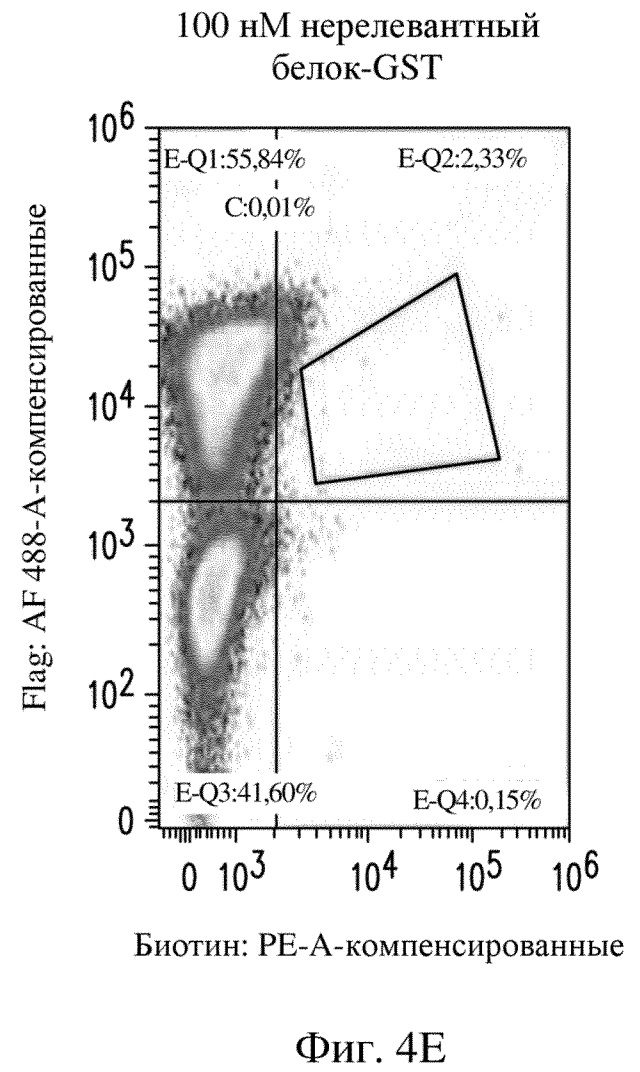 100 нМ нерелевантный
белок-GST
10⁶
E-Q1:55,84%
E-Q2:2,33%
C:0,01%
10⁵
10⁴
10³
10²
E-Q3:41,60%
E-Q4:0,15%
0
0 10³ 10⁴ 10⁵ 10⁶
Flag: AF 488-A-компенсированные
Биотин: PE-A-компенсированные
Фиг. 4E